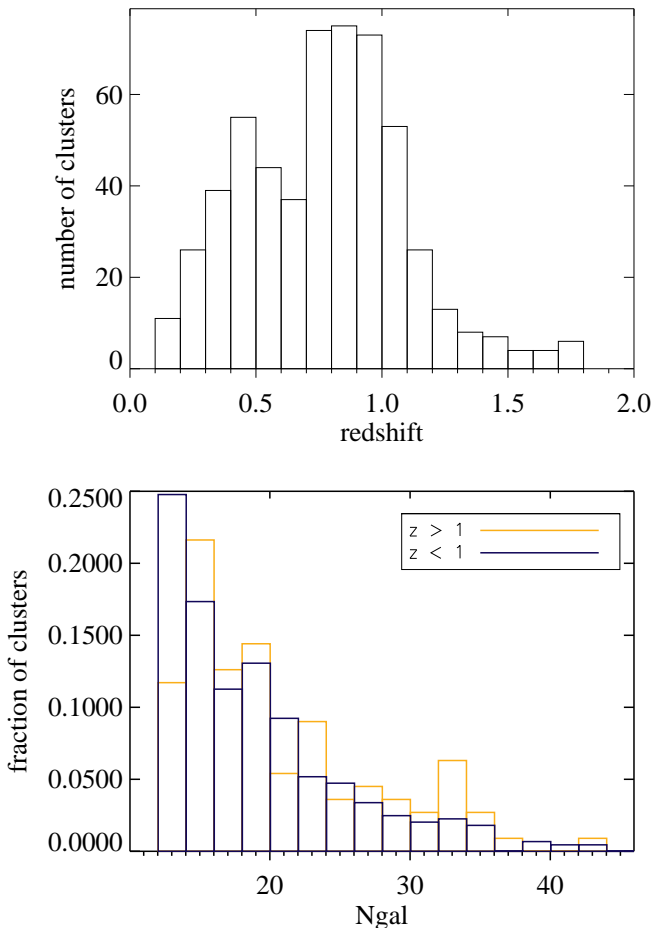 number of clusters
60
40
20
0
0.0 0.5 1.0 1.5 2.0
redshift
fraction of clusters
0.2500
0.2000
0.1500
0.1000
0.0500
0.0000
z > 1
z < 1
20 30 40
Ngal